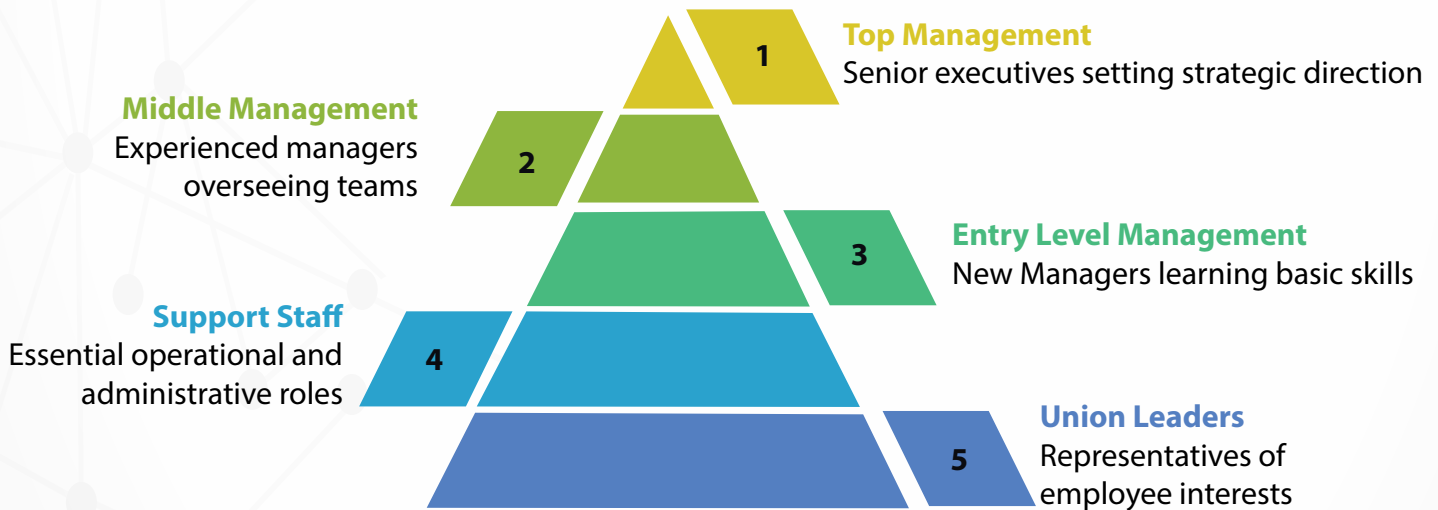 1
Top Management
Senior executives setting strategic direction
Middle Management
Experienced managers
overseeing teams
2
3
Entry Level Management
New Managers learning basic skills
Support Staff
Essential operational and
administrative roles
4
5
Union Leaders
Representatives of
employee interests